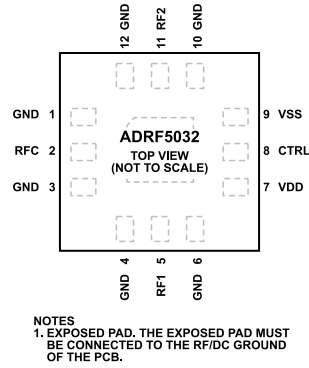 12 GND
11 RF2
10 GND
GND 1
RFC 2
GND 3
ADRF5032
TOP VIEW
(NOT TO SCALE)
9 VSS
8 CTRL
7 VDD
GND 4
RF1 5
GND 6
NOTES
1. EXPOSED PAD. THE EXPOSED PAD MUST
BE CONNECTED TO THE RF/DC GROUND
OF THE PCB.